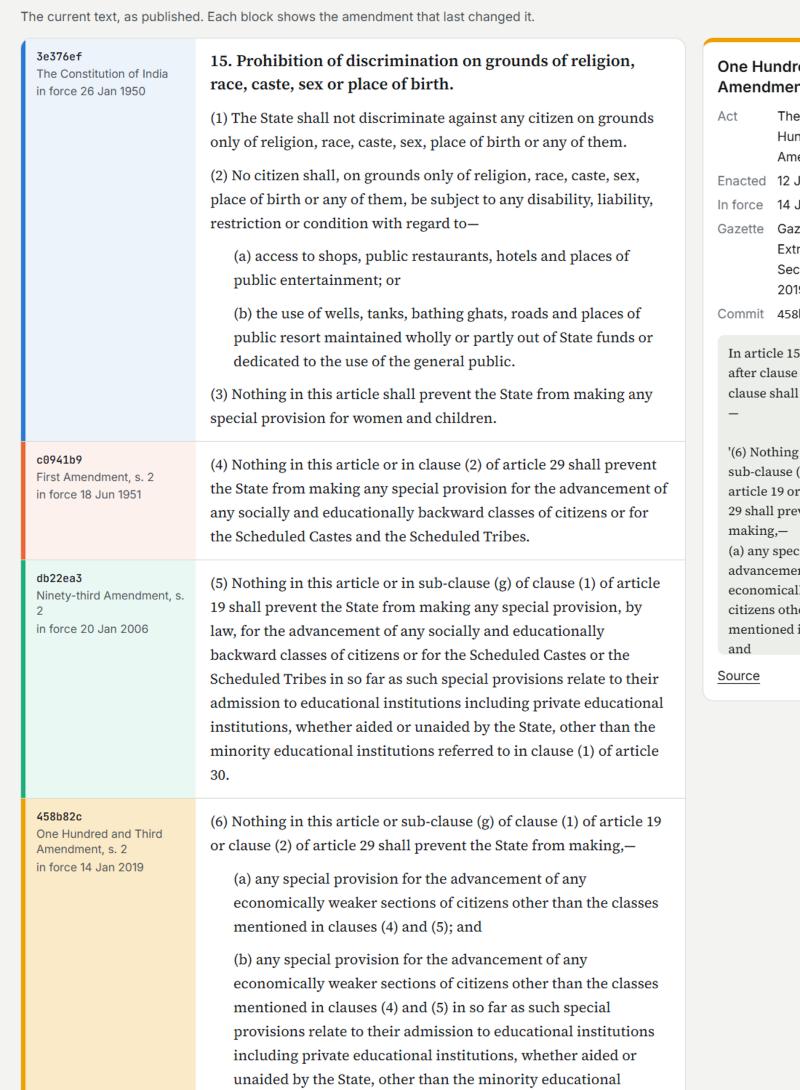 The current text, as published. Each block shows the amendment that last changed it.
3e376ef
The Constitution of India
in force 26 Jan 1950
15. Prohibition of discrimination on grounds of religion,
race, caste, sex or place of birth.
(1) The State shall not discriminate against any citizen on grounds
only of religion, race, caste, sex, place of birth or any of them.
(2) No citizen shall, on grounds only of religion, race, caste, sex,
place of birth or any of them, be subject to any disability, liability,
restriction or condition with regard to—
(a) access to shops, public restaurants, hotels and places of
public entertainment; or
(b) the use of wells, tanks, bathing ghats, roads and places of
public resort maintained wholly or partly out of State funds or
dedicated to the use of the general public.
(3) Nothing in this article shall prevent the State from making any
special provision for women and children.
c0941b9
First Amendment, s. 2
in force 18 Jun 1951
(4) Nothing in this article or in clause (2) of article 29 shall prevent
the State from making any special provision for the advancement of
any socially and educationally backward classes of citizens or for
the Scheduled Castes and the Scheduled Tribes.
db22ea3
Ninety-third Amendment, s.
2
in force 20 Jan 2006
(5) Nothing in this article or in sub-clause (g) of clause (1) of article
19 shall prevent the State from making any special provision, by
law, for the advancement of any socially and educationally
backward classes of citizens or for the Scheduled Castes or the
Scheduled Tribes in so far as such special provisions relate to their
admission to educational institutions including private educational
institutions, whether aided or unaided by the State, other than the
minority educational institutions referred to in clause (1) of article
30.
458b82c
One Hundred and Third
Amendment, s. 2
in force 14 Jan 2019
(6) Nothing in this article or sub-clause (g) of clause (1) of article 19
or clause (2) of article 29 shall prevent the State from making,—
(a) any special provision for the advancement of any
economically weaker sections of citizens other than the classes
mentioned in clauses (4) and (5); and
(b) any special provision for the advancement of any
economically weaker sections of citizens other than the classes
mentioned in clauses (4) and (5) in so far as such special
provisions relate to their admission to educational institutions
including private educational institutions, whether aided or
unaided by the State, other than the minority educational
One Hundr
Amendmen
Act The
Hun
Ame
Enacted 12 J
In force 14 J
Gazette Gaz
Extr
Sec
201
Commit 458
In article 15
after clause
clause shall
—
'(6) Nothing
sub-clause (
article 19 or
29 shall prev
making,—
(a) any spec
advancemen
economicall
citizens othe
mentioned i
and
Source